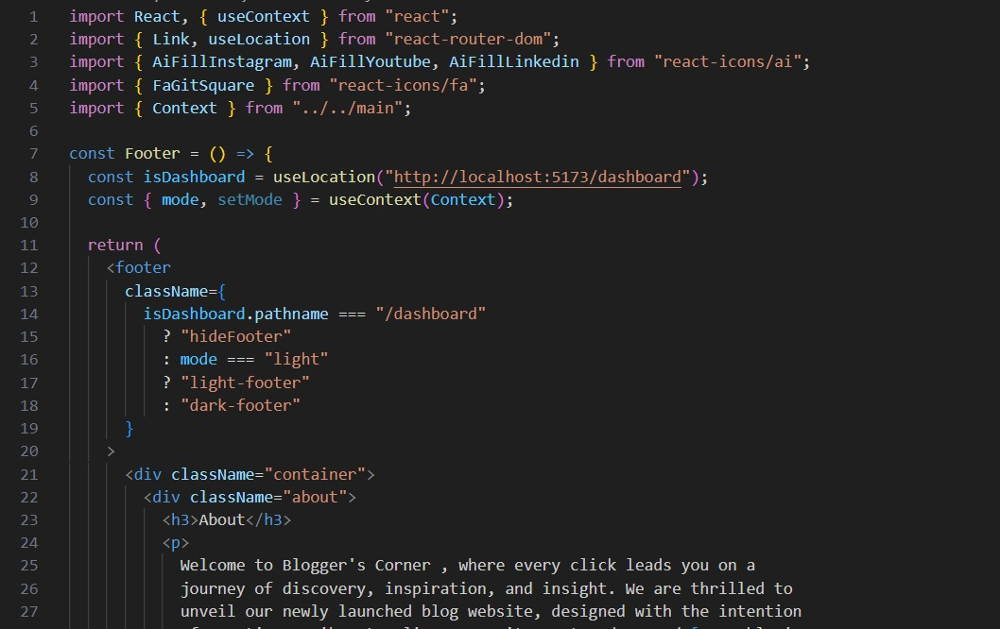 1 import React, { useContext } from "react";
2 import { Link, useLocation } from "react-router-dom";
3 import { AiFillInstagram, AiFillYoutube, AiFillLinkedin } from "react-icons/ai";
4 import { FaGitSquare } from "react-icons/fa";
5 import { Context } from "../../main";
6
7 const Footer = () => {
8   const isDashboard = useLocation("http://localhost:5173/dashboard");
9   const { mode, setMode } = useContext(Context);
10
11   return (
12     <footer
13       className={
14         isDashboard.pathname === "/dashboard"
15           ? "hideFooter"
16           : mode === "light"
17           ? "light-footer"
18           : "dark-footer"
19       }
20     >
21       <div className="container">
22         <div className="about">
23           <h3>About</h3>
24           <p>
25             Welcome to Blogger's Corner , where every click leads you on a
26             journey of discovery, inspiration, and insight. We are thrilled to
27             unveil our newly launched blog website, designed with the intention